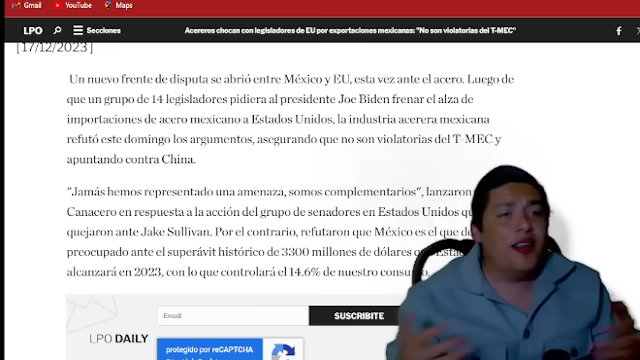 Gmail YouTube Maps
LPO Secciones Acereros chocan con legisladores de EU por exportaciones mexicanas: "No son violatorias del T-MEC"
[17/12/2023]
Un nuevo frente de disputa se abrió entre México y EU, esta vez ante el acero. Luego de
que un grupo de 14 legisladores pidiera al presidente Joe Biden frenar el alza de
importaciones de acero mexicano a Estados Unidos, la industria acerera mexicana
refutó este domingo los argumentos, asegurando que no son violatorias del T-MEC y
apuntando contra China.
"Jamás hemos representado una amenaza, somos complementarios", lanzaron
Canacero en respuesta a la acción del grupo de senadores en Estados Unidos
quejaron ante Jake Sullivan. Por el contrario, refutaron que México es el que
preocupado ante el superávit histórico de 3300 millones de dólares
alcanzará en 2023, con lo que controlará el 14.6% de nuestro
Email SUSCRIBITE
LPO DAILY
protegido por reCAPTCHA